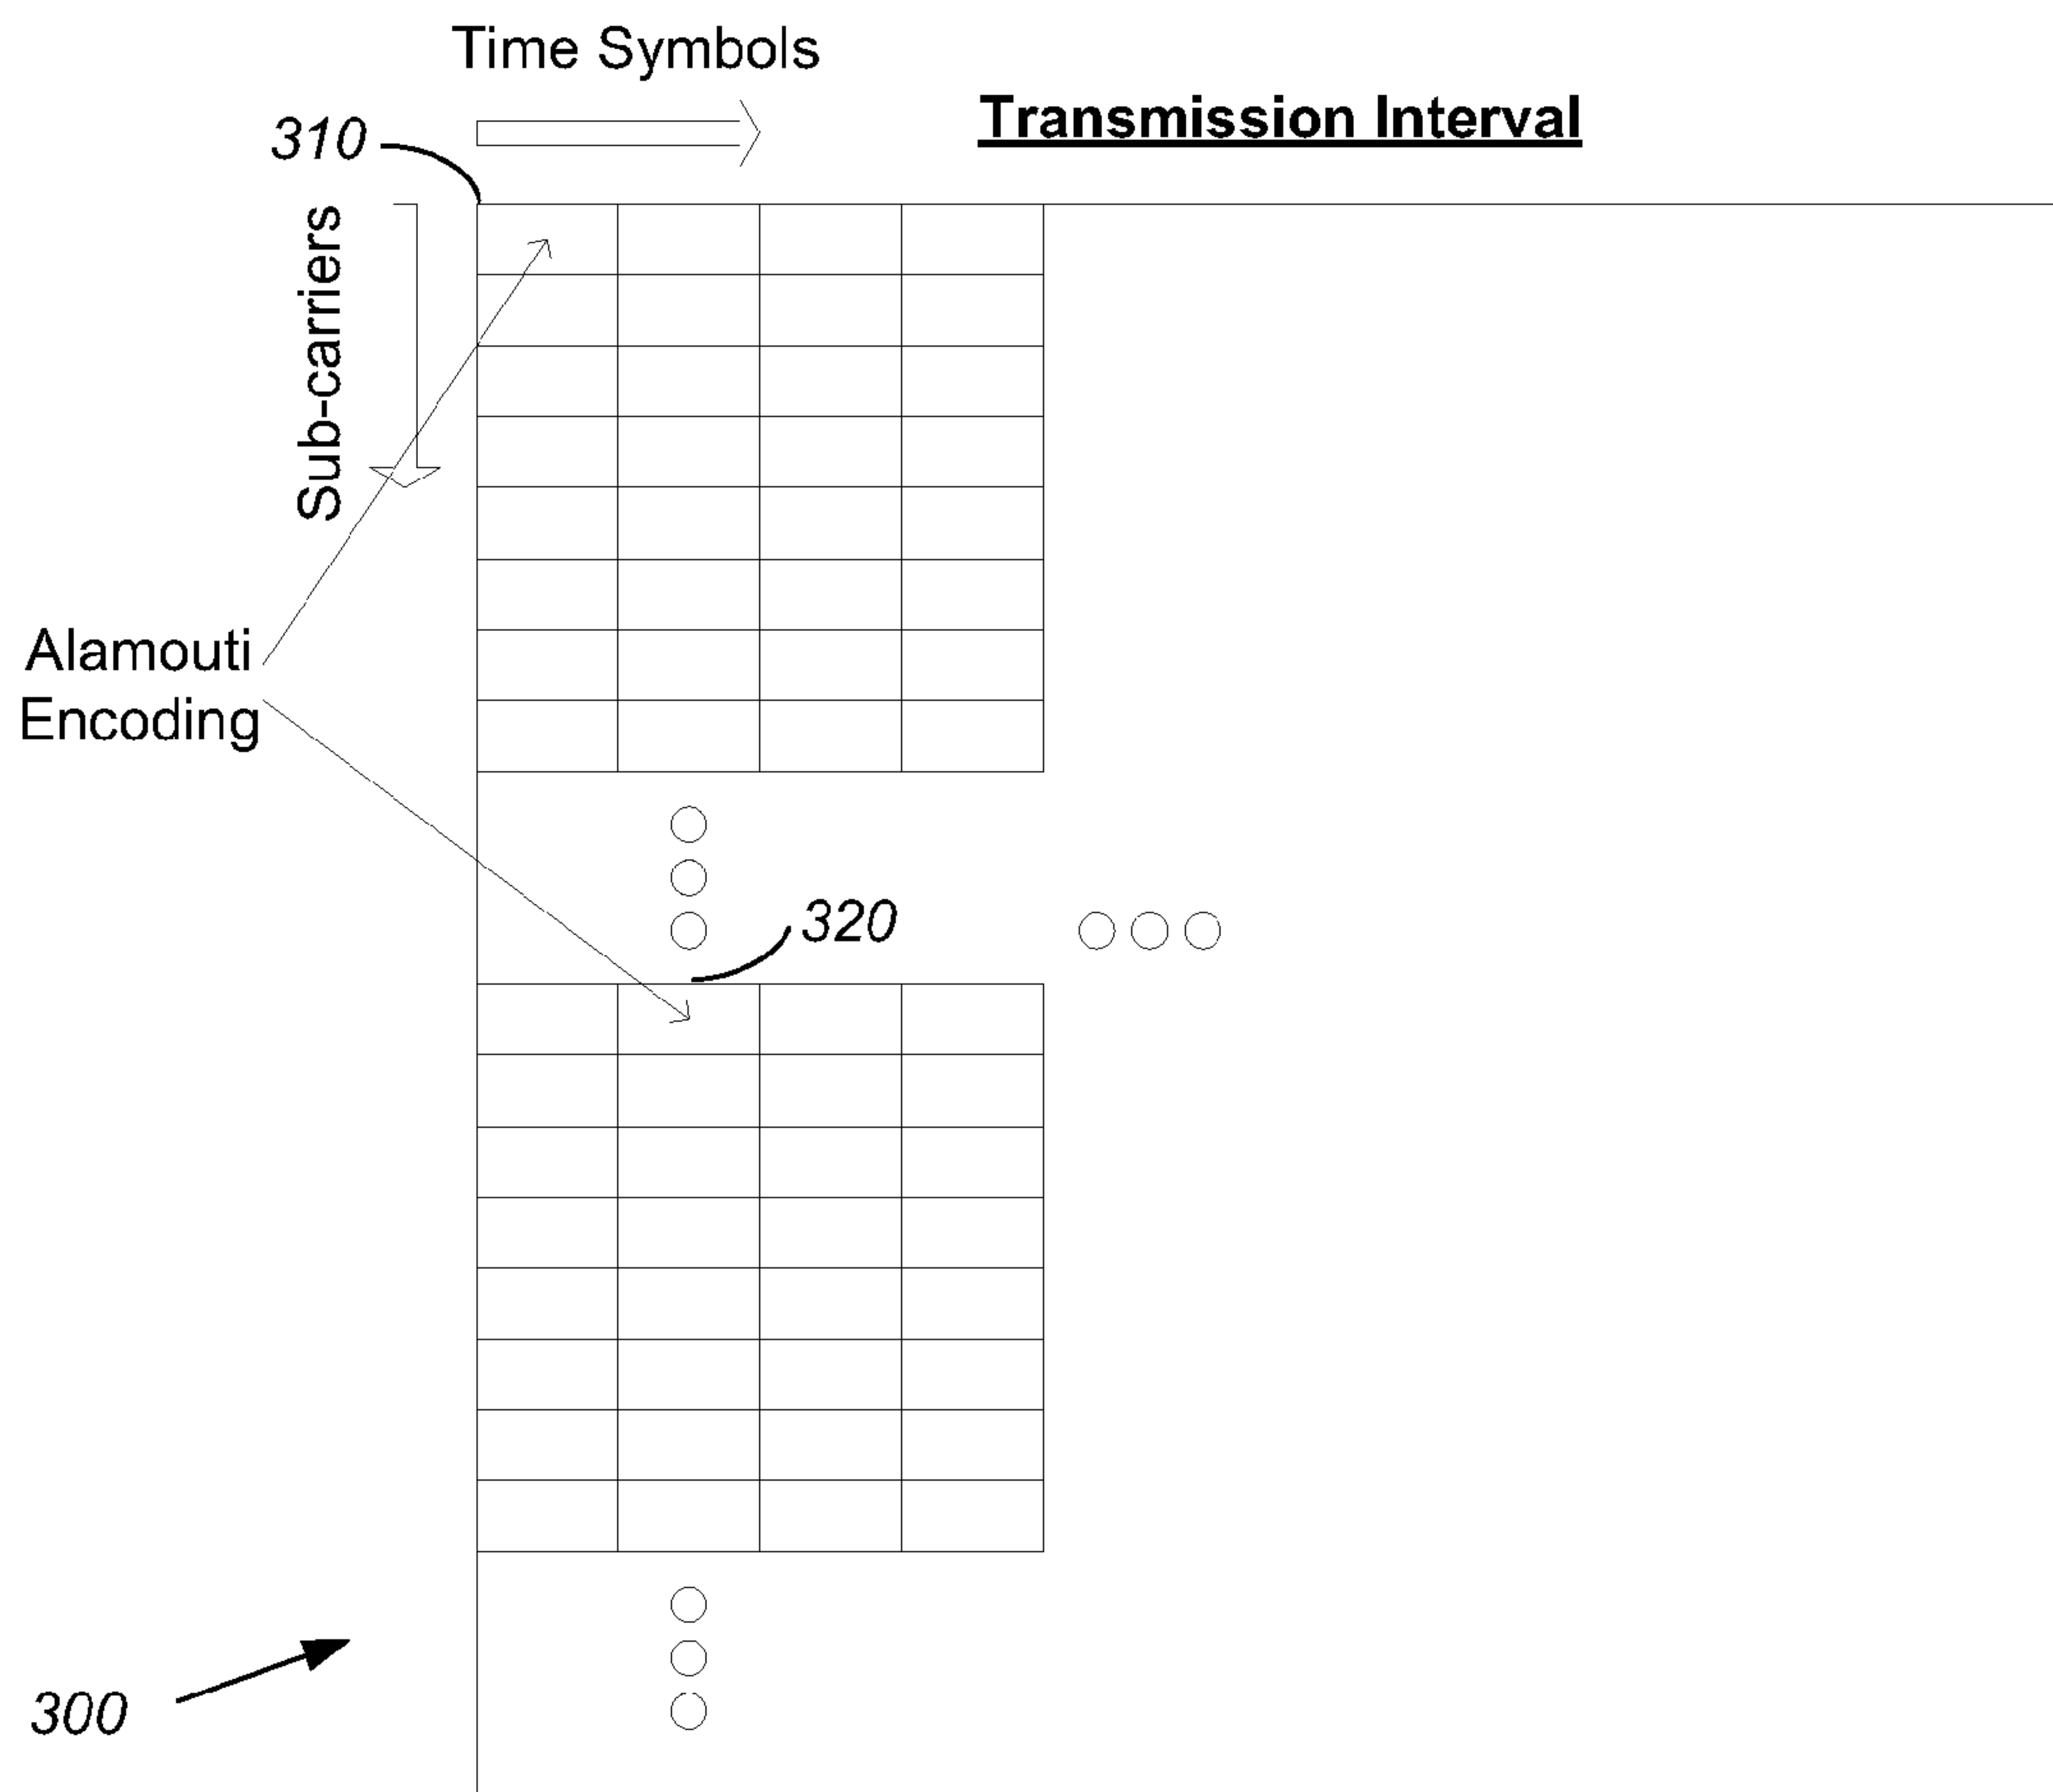 Time Symbols
Transmission Interval
310
Sub-carriers
Alamouti
Encoding
320
300